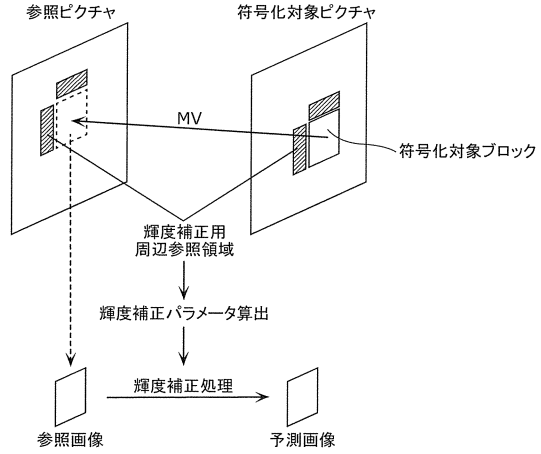 参照ピクチャ
符号化対象ピクチャ
MV
符号化対象ブロック
輝度補正用
周辺参照領域
輝度補正パラメータ算出
輝度補正処理
参照画像
予測画像